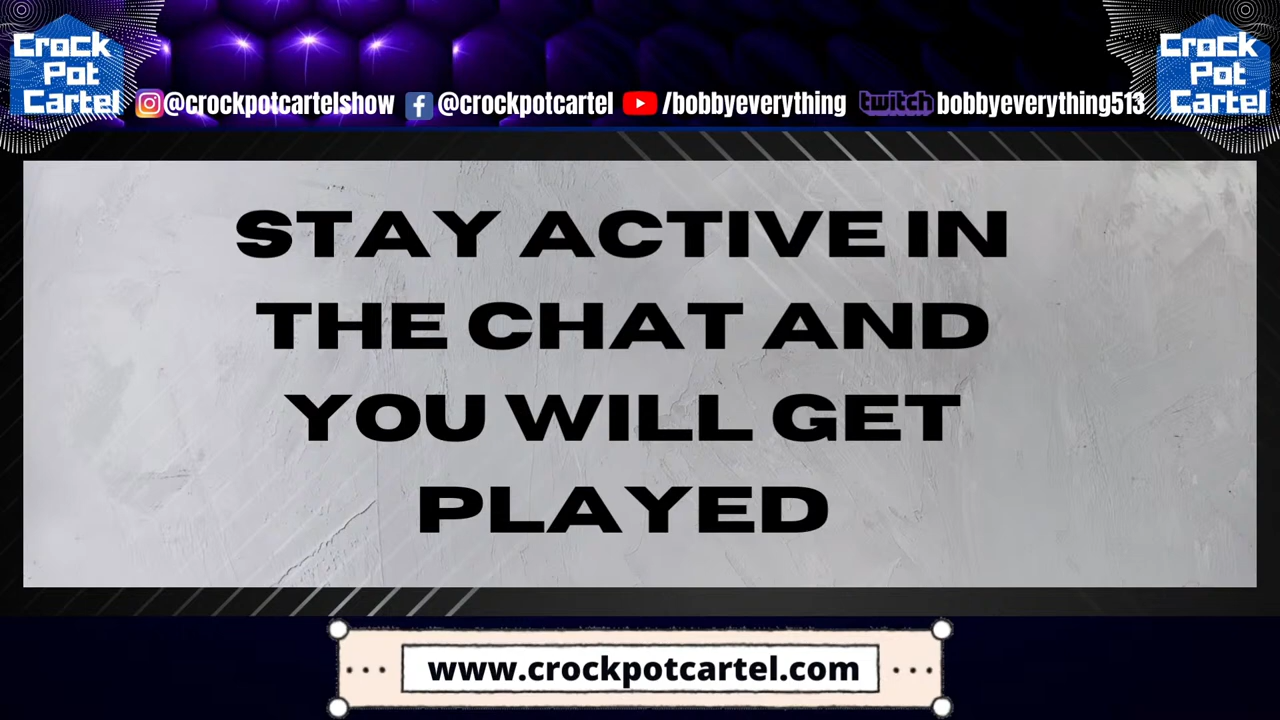 Crock
Pot
Cartel
@crockpotcartelshow @crockpotcartel /bobbyeverything twitch bobbyeverything513
Crock
Pot
Cartel
STAY ACTIVE IN
THE CHAT AND
YOU WILL GET
PLAYED
www.crockpotcartel.com